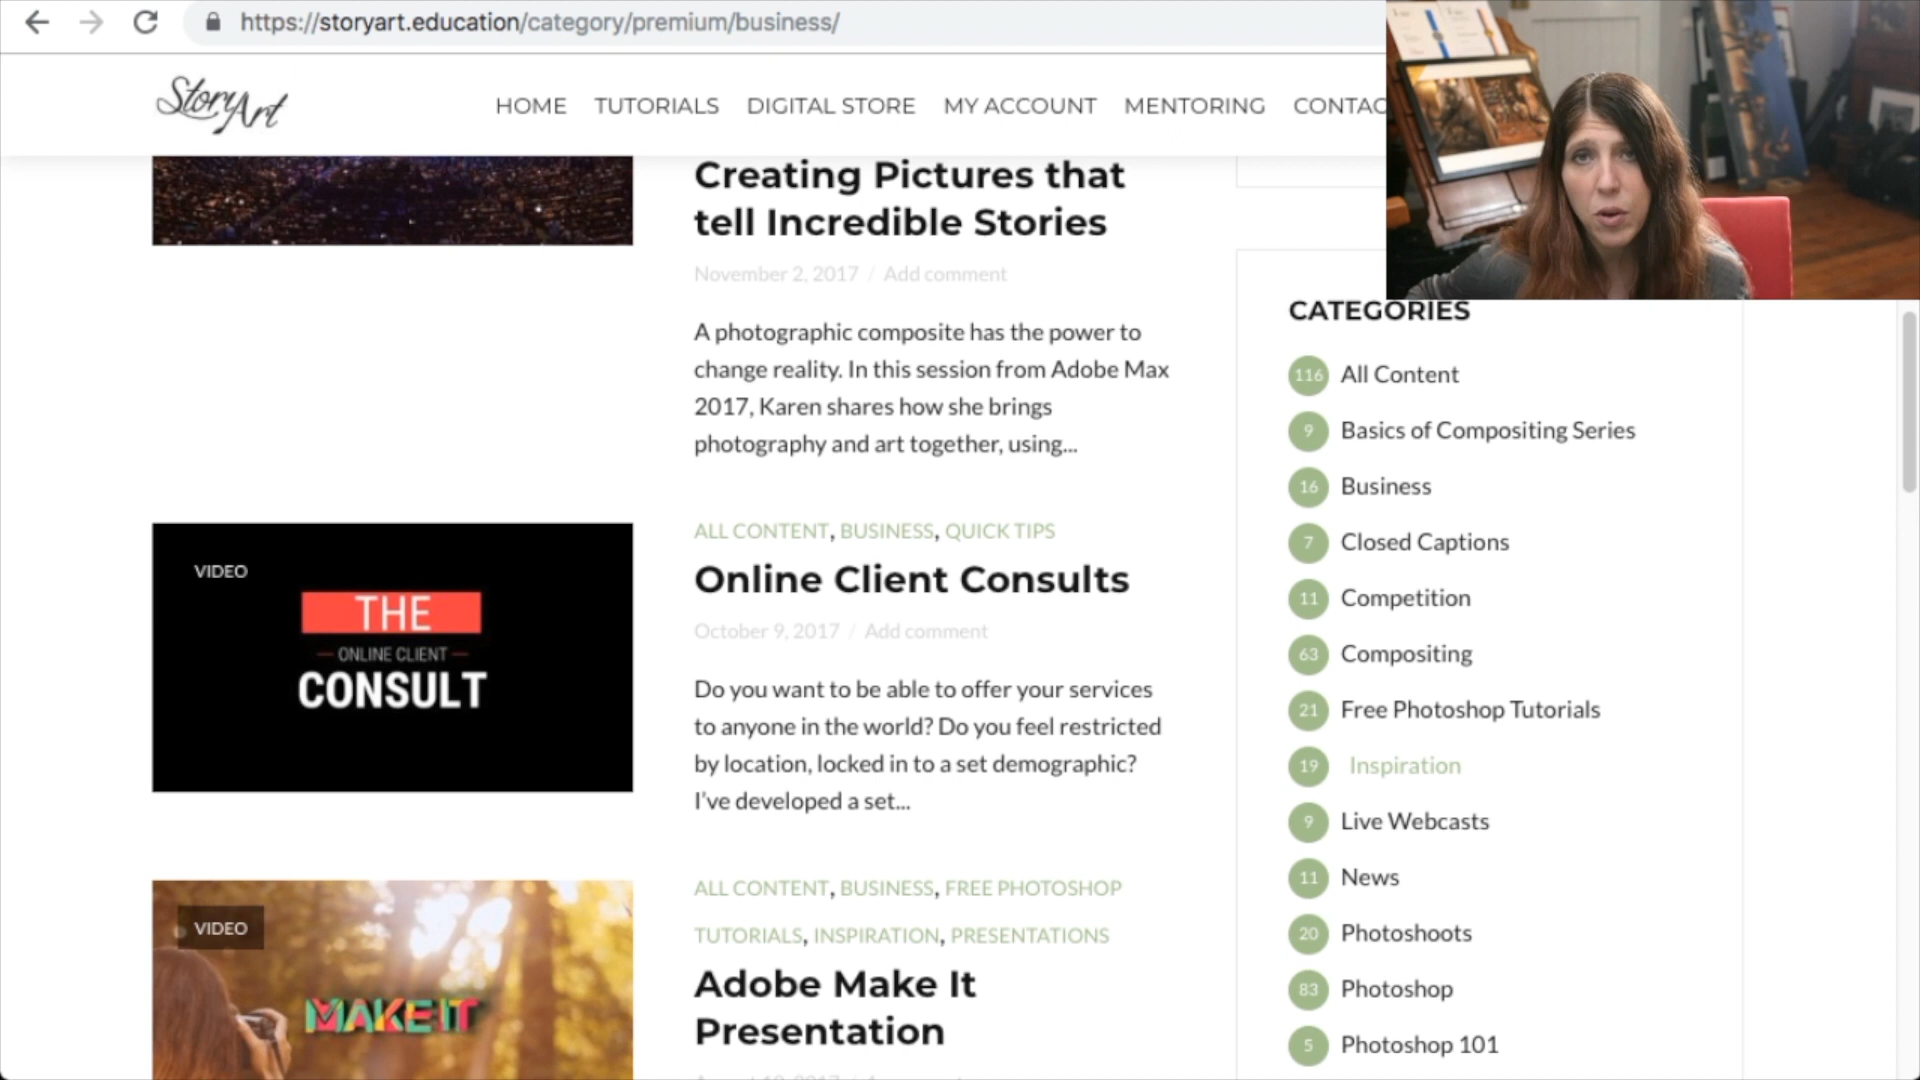 https://storyart.education/category/premium/business/
Story Art
HOME TUTORIALS DIGITAL STORE MY ACCOUNT MENTORING CONTAC
Creating Pictures that
tell Incredible Stories
November 2, 2017 / Add comment
A photographic composite has the power to
change reality. In this session from Adobe Max
2017, Karen shares how she brings
photography and art together, using...
VIDEO
THE
ONLINE CLIENT
CONSULT
ALL CONTENT, BUSINESS, QUICK TIPS
Online Client Consults
October 9, 2017 / Add comment
Do you want to be able to offer your services
to anyone in the world? Do you feel restricted
by location, locked in to a set demographic?
I've developed a set...
VIDEO
MAKE IT
ALL CONTENT, BUSINESS, FREE PHOTOSHOP
TUTORIALS, INSPIRATION, PRESENTATIONS
Adobe Make It
Presentation
CATEGORIES
116 All Content
9 Basics of Compositing Series
16 Business
7 Closed Captions
11 Competition
63 Compositing
21 Free Photoshop Tutorials
19 Inspiration
9 Live Webcasts
11 News
20 Photoshoots
83 Photoshop
5 Photoshop 101